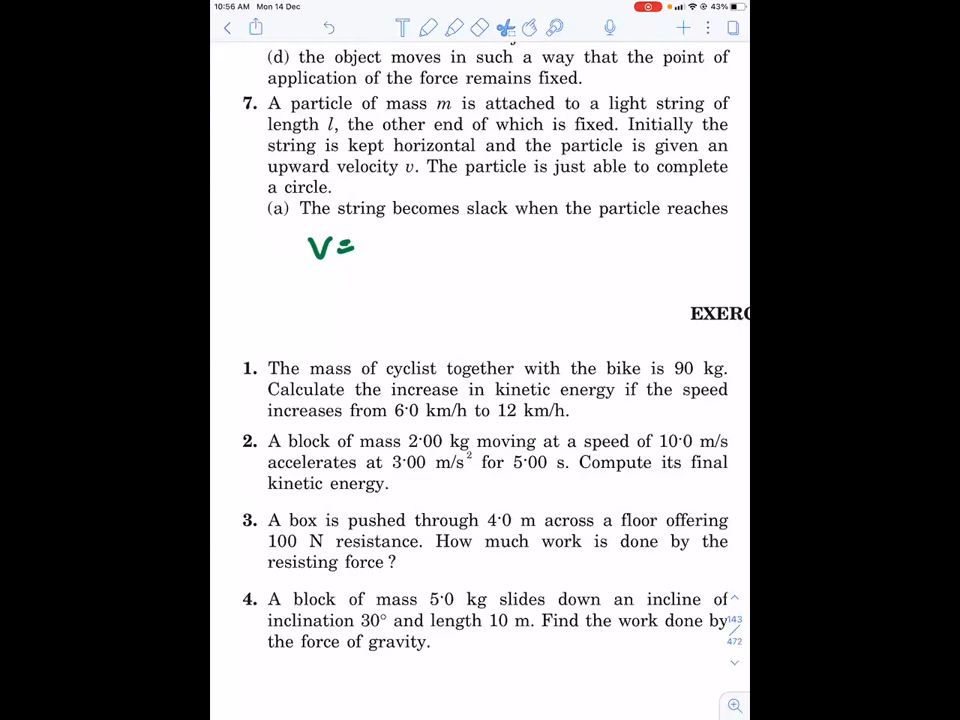 10:56 AM Mon 14 Dec 43%
(d) the object moves in such a way that the point of
application of the force remains fixed.
7. A particle of mass m is attached to a light string of
length l, the other end of which is fixed. Initially the
string is kept horizontal and the particle is given an
upward velocity v. The particle is just able to complete
a circle.
(a) The string becomes slack when the particle reaches
V=
EXERC
1. The mass of cyclist together with the bike is 90 kg.
Calculate the increase in kinetic energy if the speed
increases from 6·0 km/h to 12 km/h.
2. A block of mass 2·00 kg moving at a speed of 10·0 m/s
accelerates at 3·00 m/s² for 5·00 s. Compute its final
kinetic energy.
3. A box is pushed through 4·0 m across a floor offering
100 N resistance. How much work is done by the
resisting force ?
4. A block of mass 5·0 kg slides down an incline of
inclination 30° and length 10 m. Find the work done by
the force of gravity.
143
/
472